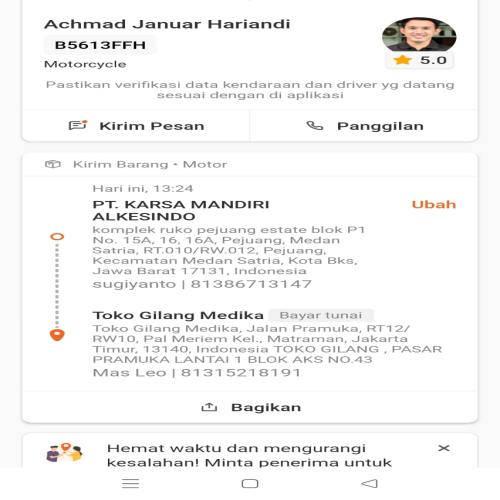 Achmad Januar Hariandi
B5613FFH
Motorcycle
5.0
Pastikan verifikasi data kendaraan dan driver yg datang
sesuai dengan di aplikasi
Kirim Pesan
Panggilan
Kirim Barang • Motor
Hari ini, 13:24
PT. KARSA MANDIRI
ALKESINDO
Ubah
komplek ruko pejuang estate blok P1
No. 15A, 16, 16A, Pejuang, Medan
Satria, RT.010/RW.012, Pejuang,
Kecamatan Medan Satria, Kota Bks,
Jawa Barat 17131, Indonesia
sugiyanto | 81386713147
Toko Gilang Medika Bayar tunai
Toko Gilang Medika, Jalan Pramuka, RT12/
RW10, Pal Meriem Kel., Matraman, Jakarta
Timur, 13140, Indonesia TOKO GILANG , PASAR
PRAMUKA LANTAI 1 BLOK AKS NO.43
Mas Leo | 81315218191
Bagikan
Hemat waktu dan mengurangi
kesalahan! Minta penerima untuk